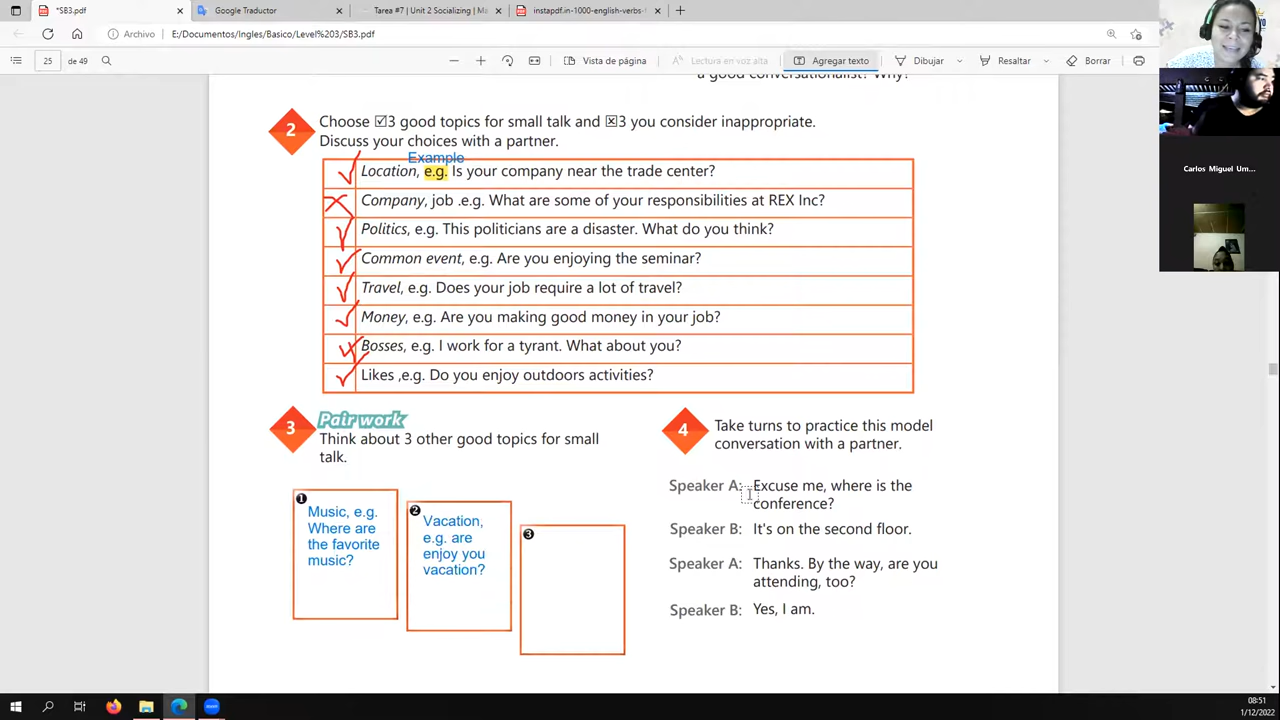 *SB3.pdf
Google Traductor
Tarea #7 | Unit 2 Socializing | Ma
instapdf.in-1000-english-verbs-f
Archivo
E:/Documentos/Ingles/Basico/Level%203/SB3.pdf
25
de 49
Vista de página
Lectura en voz alta
Agregar texto
Dibujar
Resaltar
Borrar
a good conversationalist? Why?
2
Choose ☑3 good topics for small talk and ☒3 you consider inappropriate.
Discuss your choices with a partner.
Example
Location, e.g. Is your company near the trade center?
Company, job .e.g. What are some of your responsibilities at REX Inc?
Politics, e.g. This politicians are a disaster. What do you think?
Common event, e.g. Are you enjoying the seminar?
Travel, e.g. Does your job require a lot of travel?
Money, e.g. Are you making good money in your job?
Bosses, e.g. I work for a tyrant. What about you?
Likes ,e.g. Do you enjoy outdoors activities?
3
Pair work
Think about 3 other good topics for small
talk.
1
Music, e.g.
Where are
the favorite
music?
2
Vacation,
e.g. are
enjoy you
vacation?
3
4
Take turns to practice this model
conversation with a partner.
Speaker A: Excuse me, where is the
conference?
Speaker B: It's on the second floor.
Speaker A: Thanks. By the way, are you
attending, too?
Speaker B: Yes, I am.
Carlos Miguel Um...
08:51
1/12/2022